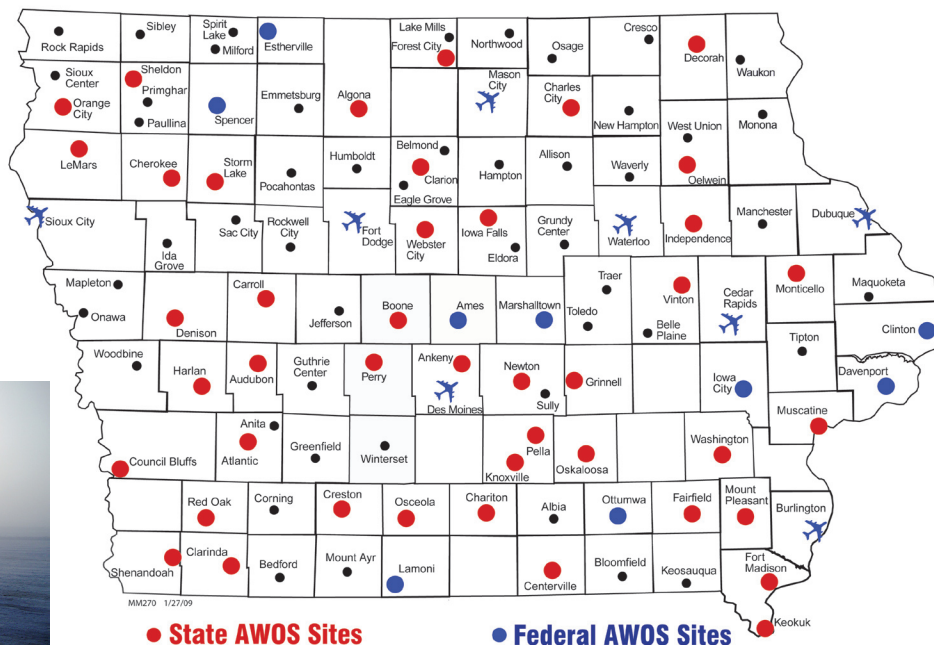 Rock Rapids
Sibley
Spirit
Lake
Milford
Estherville
Lake Mills
Forest City
Northwood
Osage
Cresco
Decorah
Waukon
Sioux
Center
Orange
City
Sheldon
Primghar
Paullina
Spencer
Emmetsburg
Algona
Mason
City
Charles
City
New Hampton
West Union
Oelwein
Monona
LeMars
Cherokee
Storm
Lake
Pocahontas
Humboldt
Belmond
Clarion
Eagle Grove
Hampton
Allison
Waverly
Sioux City
Ida
Grove
Sac City
Rockwell
City
Fort
Dodge
Webster
City
Iowa Falls
Eldora
Grundy
Center
Waterloo
Independence
Manchester
Dubuque
Mapleton
Onawa
Denison
Carroll
Jefferson
Boone
Ames
Marshalltown
Traer
Toledo
Vinton
Belle
Plaine
Cedar
Rapids
Monticello
Maquoketa
Clinton
Woodbine
Harlan
Audubon
Guthrie
Center
Perry
Ankeny
Des Moines
Newton
Sully
Grinnell
Iowa
City
Tipton
Davenport
Muscatine
Council Bluffs
Anita
Atlantic
Greenfield
Winterset
Pella
Knoxville
Oskaloosa
Washington
Red Oak
Corning
Creston
Osceola
Chariton
Albia
Ottumwa
Fairfield
Mount
Pleasant
Burlington
Shenandoah
Clarinda
Bedford
Mount Ayr
Lamoni
Centerville
Bloomfield
Keosauqua
Fort
Madison
Keokuk
MM270 1/27/09
State AWOS Sites
Federal AWOS Sites